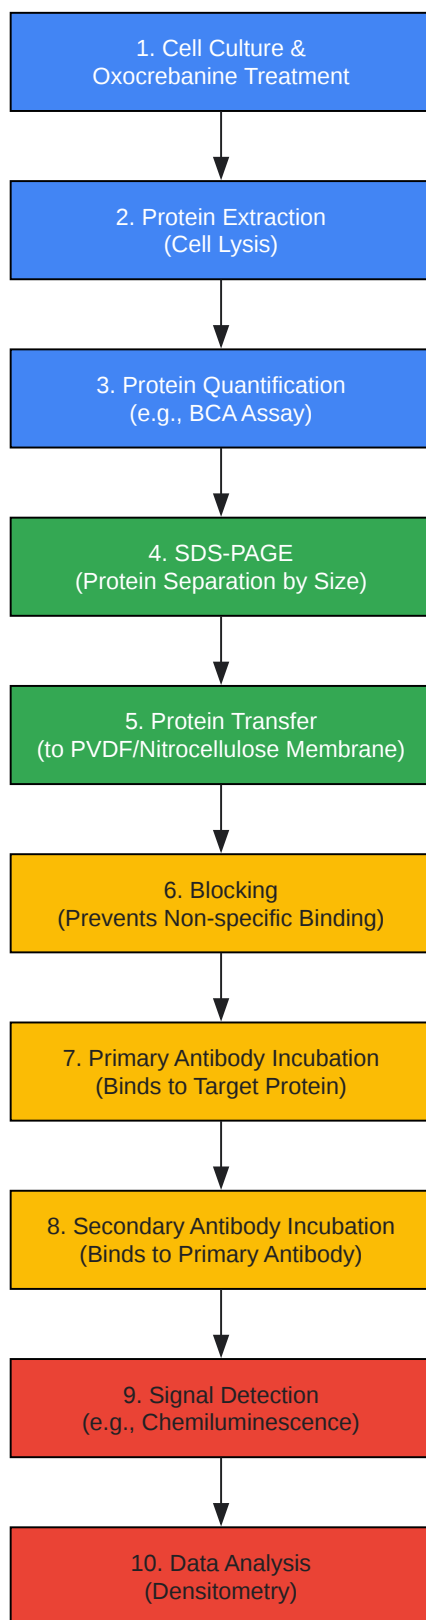 1. Cell Culture &
Oxocrebanine Treatment
2. Protein Extraction
(Cell Lysis)
3. Protein Quantification
(e.g., BCA Assay)
4. SDS-PAGE
(Protein Separation by Size)
5. Protein Transfer
(to PVDF/Nitrocellulose Membrane)
6. Blocking
(Prevents Non-specific Binding)
7. Primary Antibody Incubation
(Binds to Target Protein)
8. Secondary Antibody Incubation
(Binds to Primary Antibody)
9. Signal Detection
(e.g., Chemiluminescence)
10. Data Analysis
(Densitometry)